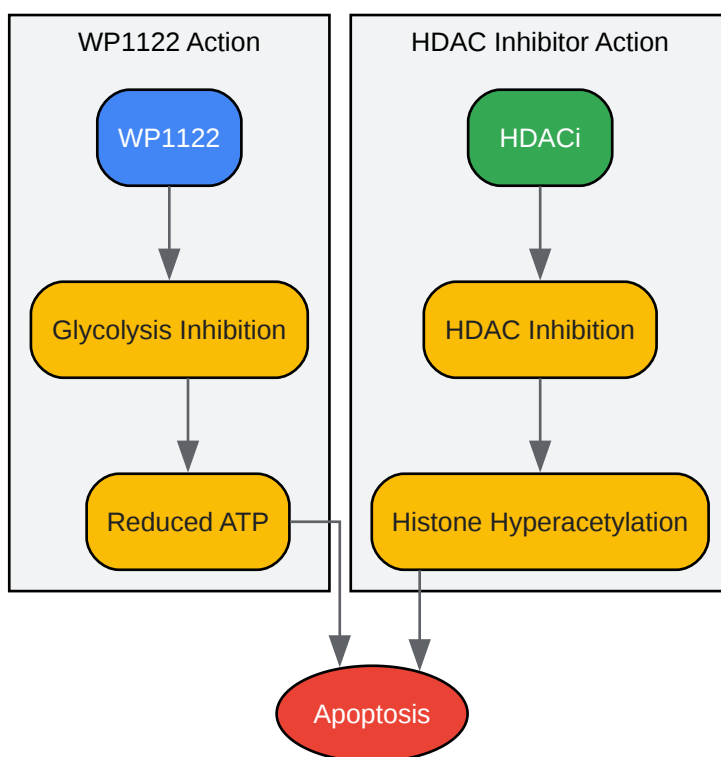 WP1122 Action
WP1122
Glycolysis Inhibition
Reduced ATP
HDAC Inhibitor Action
HDACi
HDAC Inhibition
Histone Hyperacetylation
Apoptosis